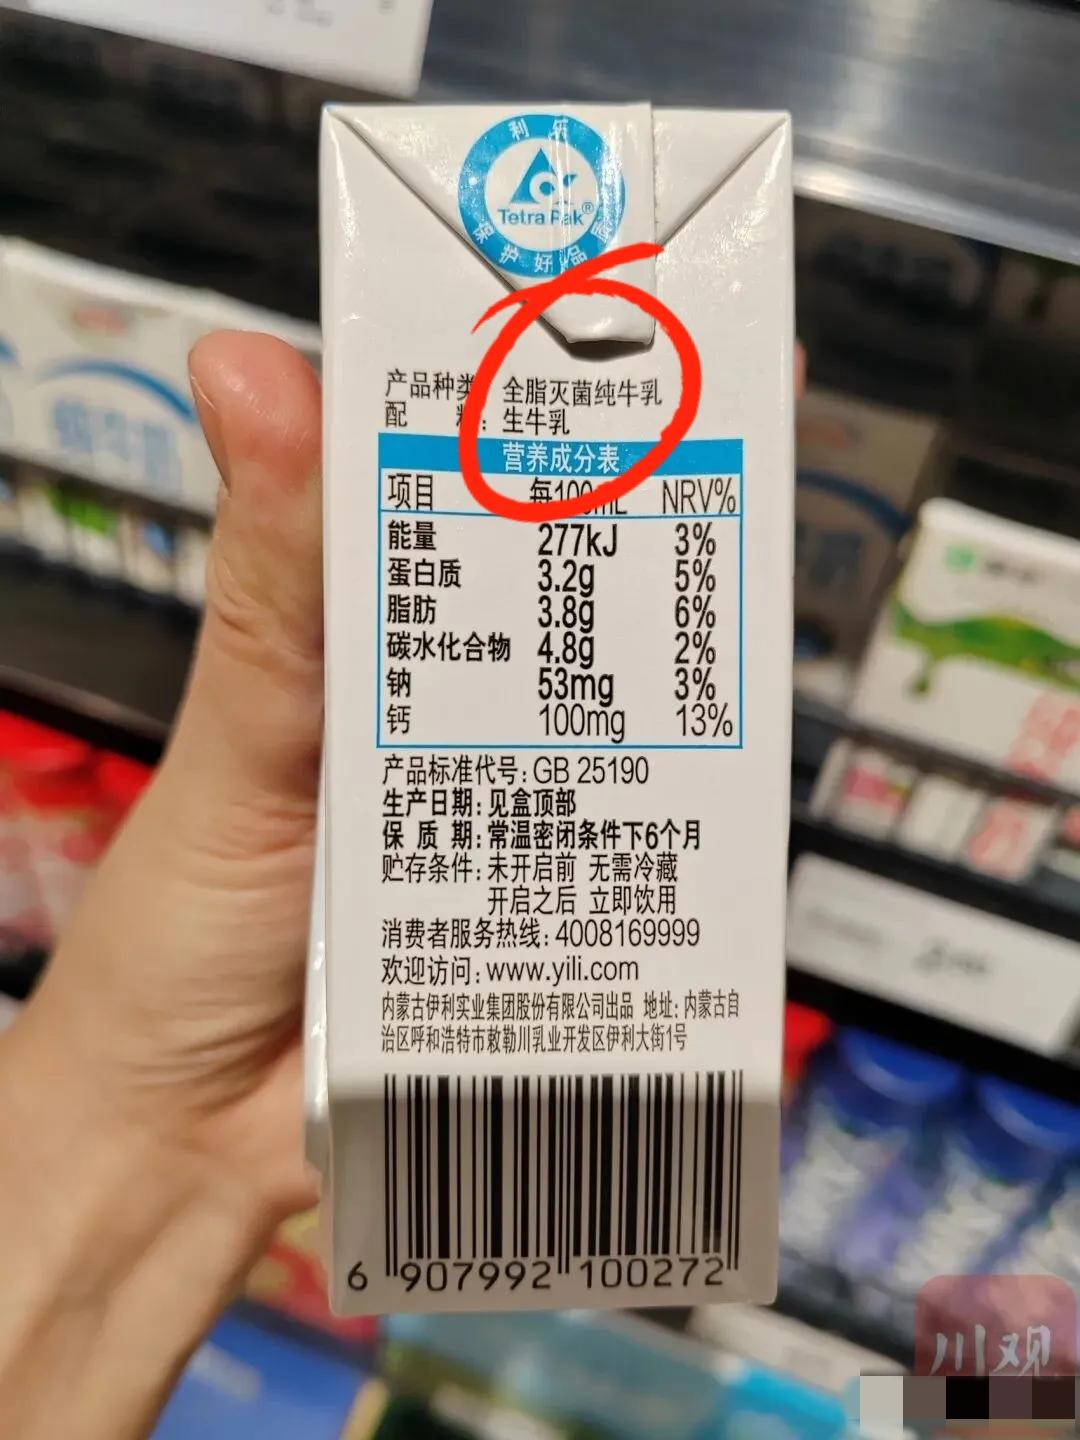 利乐
Tetra Pak®
保护好品质
产品种类 全脂灭菌纯牛乳
配 料：生牛乳
营养成分表
项目 每100mL NRV%
能量 277kJ 3%
蛋白质 3.2g 5%
脂肪 3.8g 6%
碳水化合物 4.8g 2%
钠 53mg 3%
钙 100mg 13%
产品标准代号：GB 25190
生产日期：见盒顶部
保 质 期：常温密闭条件下6个月
贮存条件：未开启前 无需冷藏
开启之后 立即饮用
消费者服务热线：4008169999
欢迎访问：www.yili.com
内蒙古伊利实业集团股份有限公司出品 地址：内蒙古自
治区呼和浩特市敕勒川乳业开发区伊利大街1号
6 907992 100272
川观